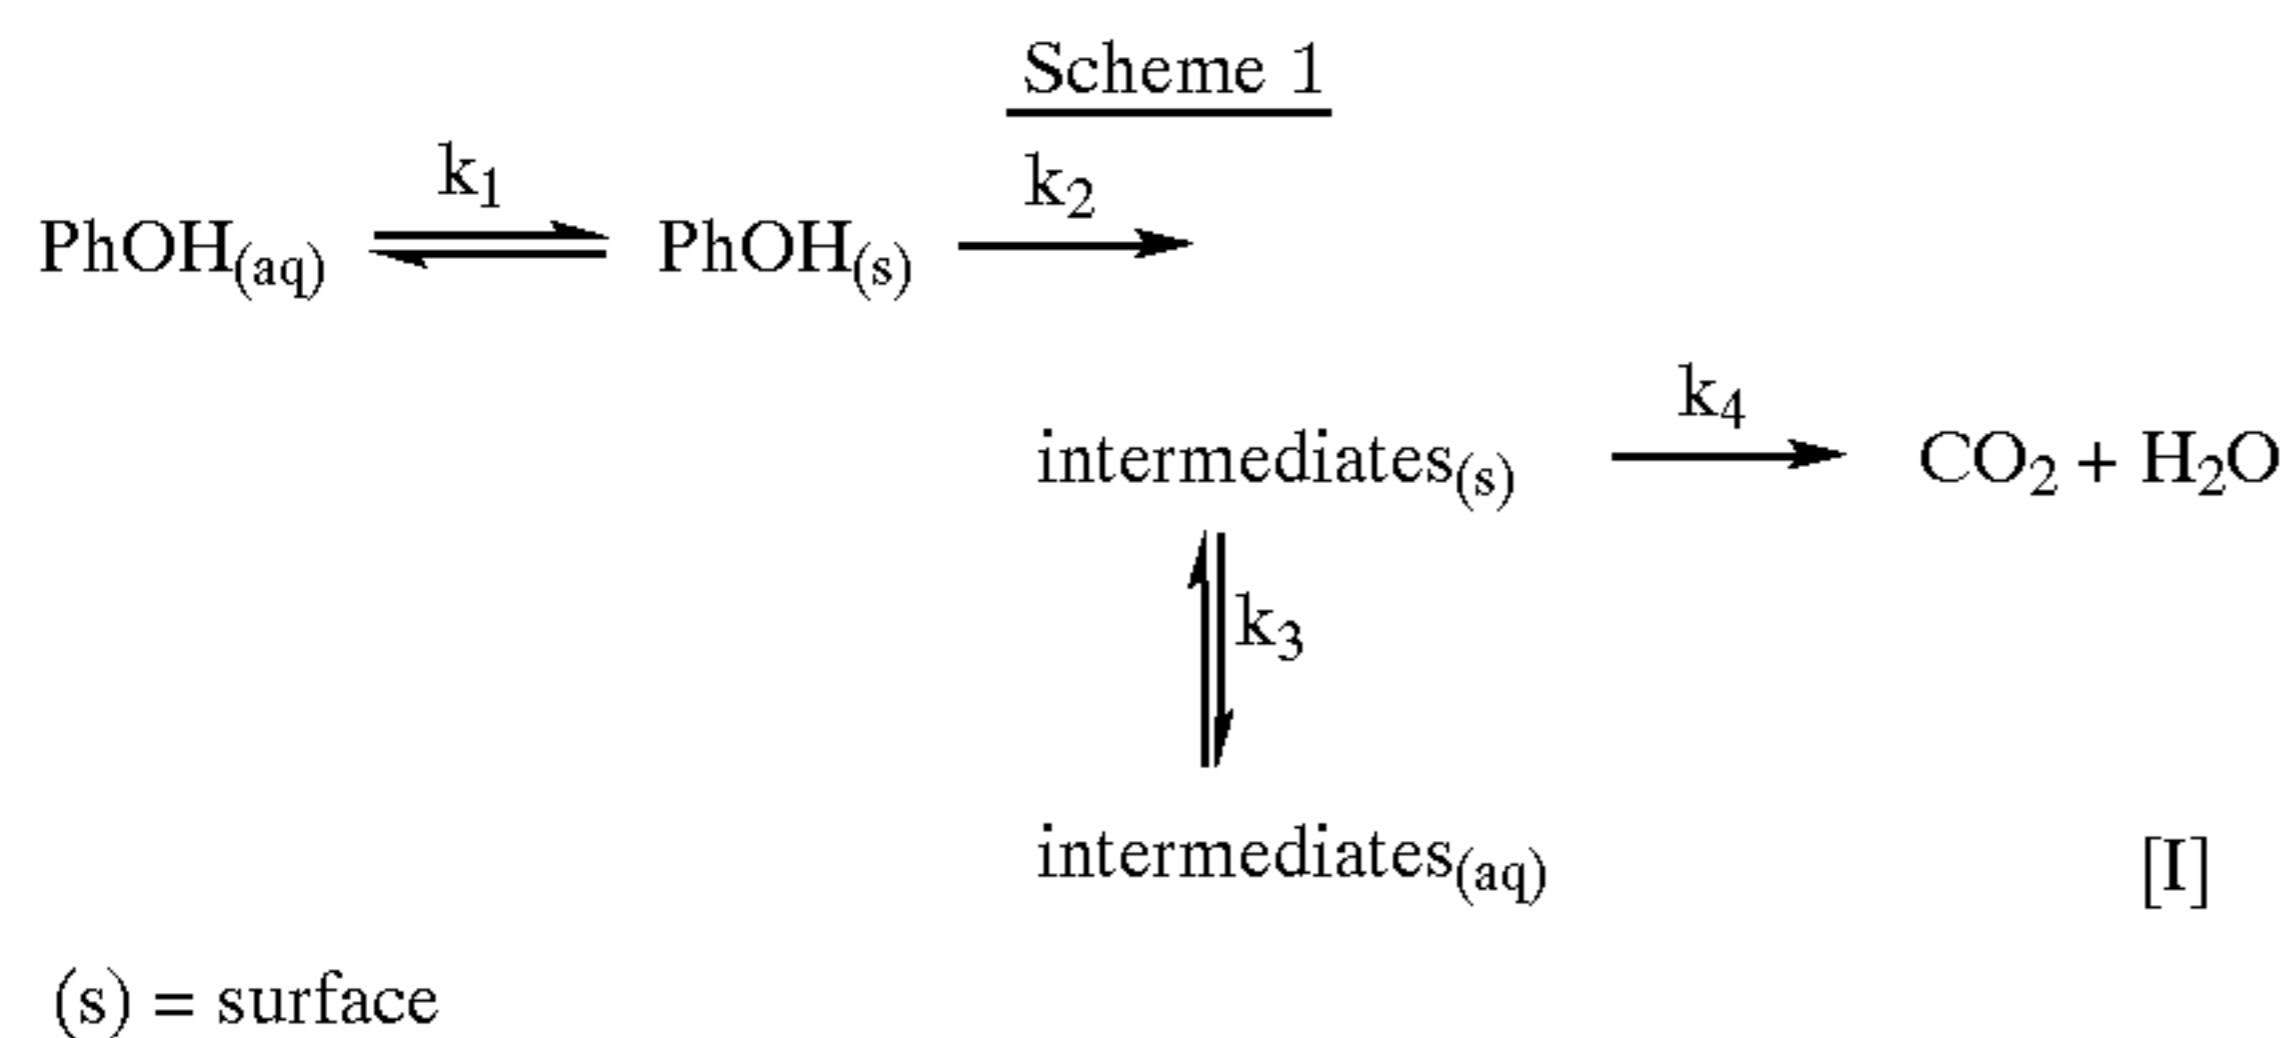 Scheme 1
k1 k2
PhOH(aq) PhOH(s)
k4
intermediates(s) CO2 + H2O
k3
intermediates(aq) [I]
(s) = surface